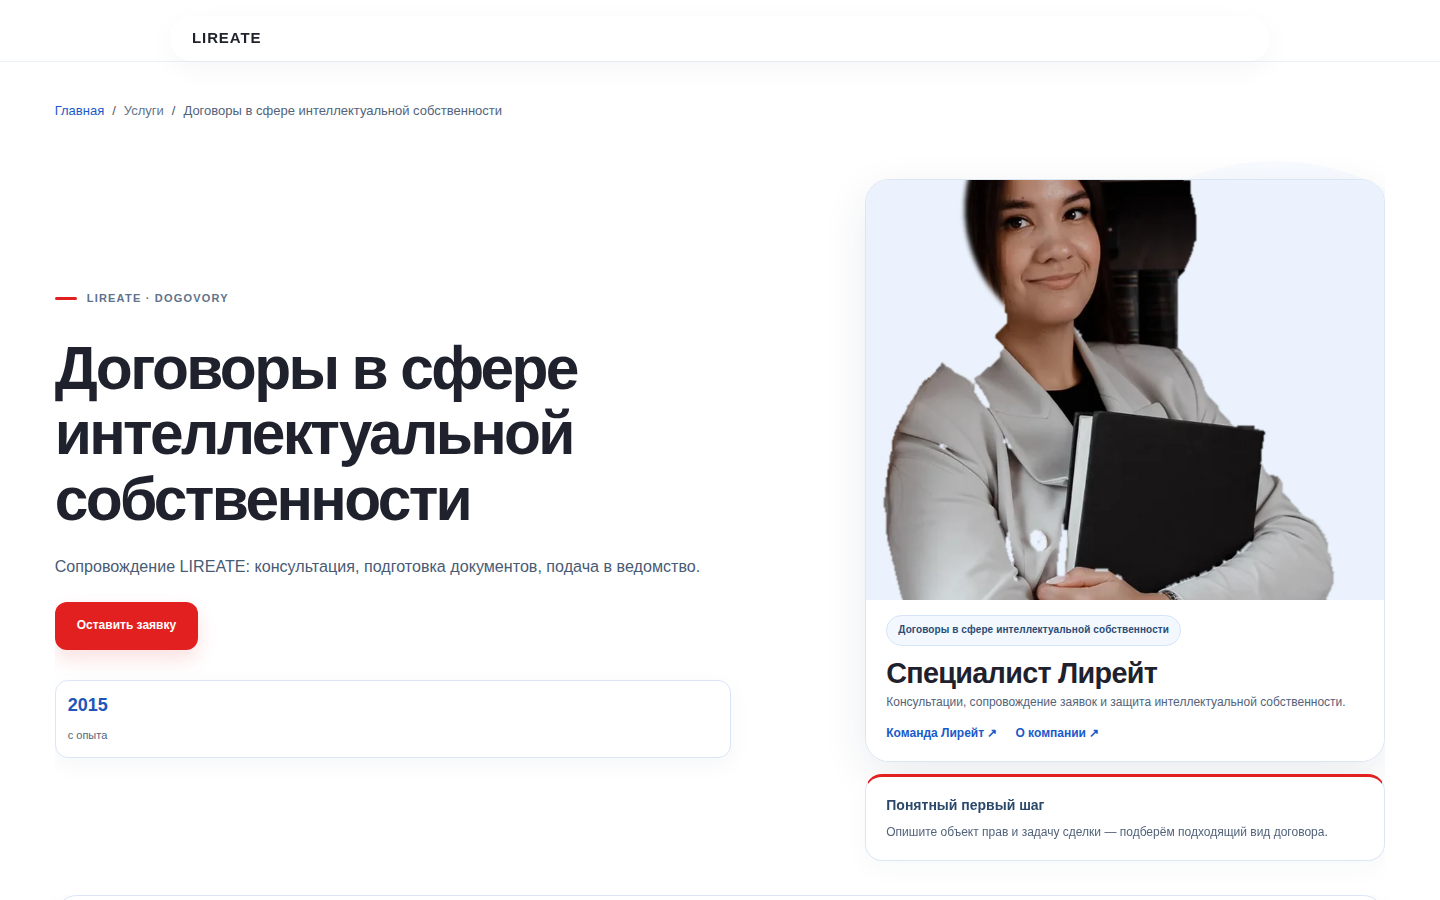 LIREATE
Главная / Услуги / Договоры в сфере интеллектуальной собственности
LIREATE · DOGOVORY
Договоры в сфере
интеллектуальной
собственности
Сопровождение LIREATE: консультация, подготовка документов, подача в ведомство.
Оставить заявку
2015
с опыта
Договоры в сфере интеллектуальной собственности
Специалист Лирейт
Консультации, сопровождение заявок и защита интеллектуальной собственности.
Команда Лирейт ↗ О компании ↗
Понятный первый шаг
Опишите объект прав и задачу сделки — подберём подходящий вид договора.